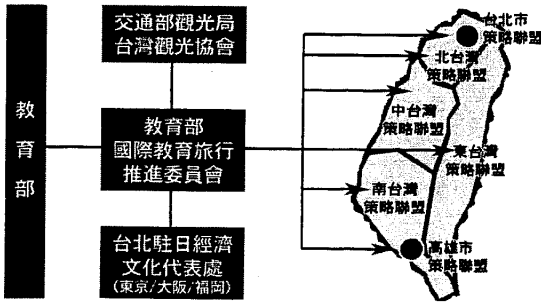 教
育
部
交通部觀光局
台灣觀光協會
教育部
國際教育旅行
推進委員會
台北駐日經濟
文化代表處
(東京/大阪/福岡)
台北市
策略聯盟
北台灣
策略聯盟
中台灣
策略聯盟
東台灣
策略聯盟
南台灣
策略聯盟
高雄市
策略聯盟